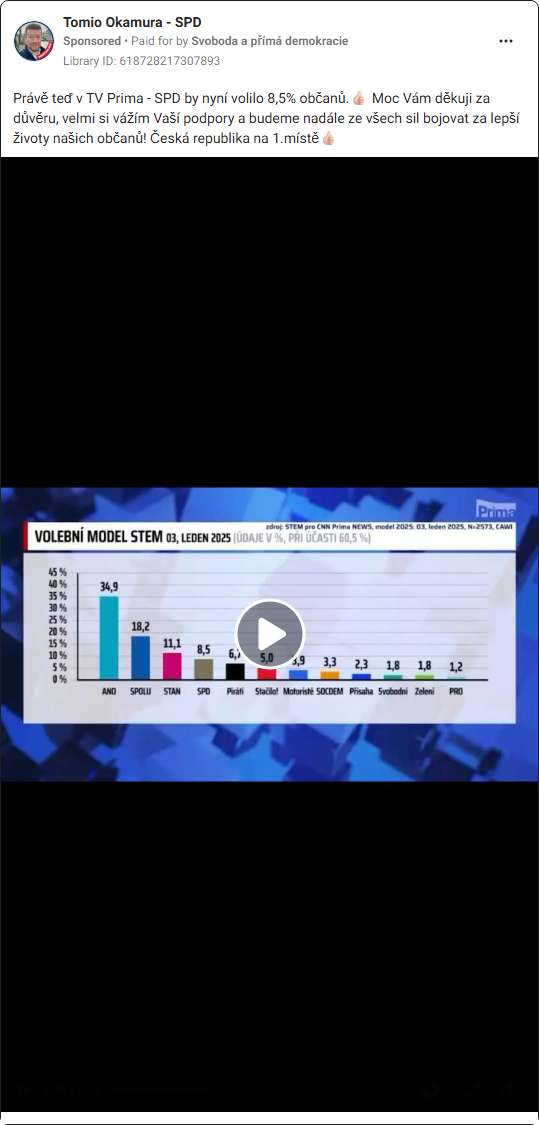 Tomio Okamura - SPD
Sponsored • Paid for by Svoboda a přímá demokracie
Library ID: 618728217307893
Právě teď v TV Prima - SPD by nyní volilo 8,5% občanů.👍🏻 Moc Vám děkuji za
důvěru, velmi si vážím Vaší podpory a budeme nadále ze všech sil bojovat za lepší
životy našich občanů! Česká republika na 1.místě👍🏻
Prima
zdroj: STEM pro CNN Prima NEWS, model 2025: 03, leden 2025, N=2573, CAWI
VOLEBNÍ MODEL STEM 03, LEDEN 2025 (ÚDAJE V %, PŘI ÚČASTI 60,5 %)
45 %
40 %
35 %
30 %
25 %
20 %
15 %
10 %
5 %
0 %
34,9
18,2
11,1
8,5
6,7
5,0
3,9
3,3
2,3
1,8
1,8
1,2
ANO SPOLU STAN SPD Piráti Stačilo! Motoristé SOCDEM Přísaha Svobodní Zelení PRO